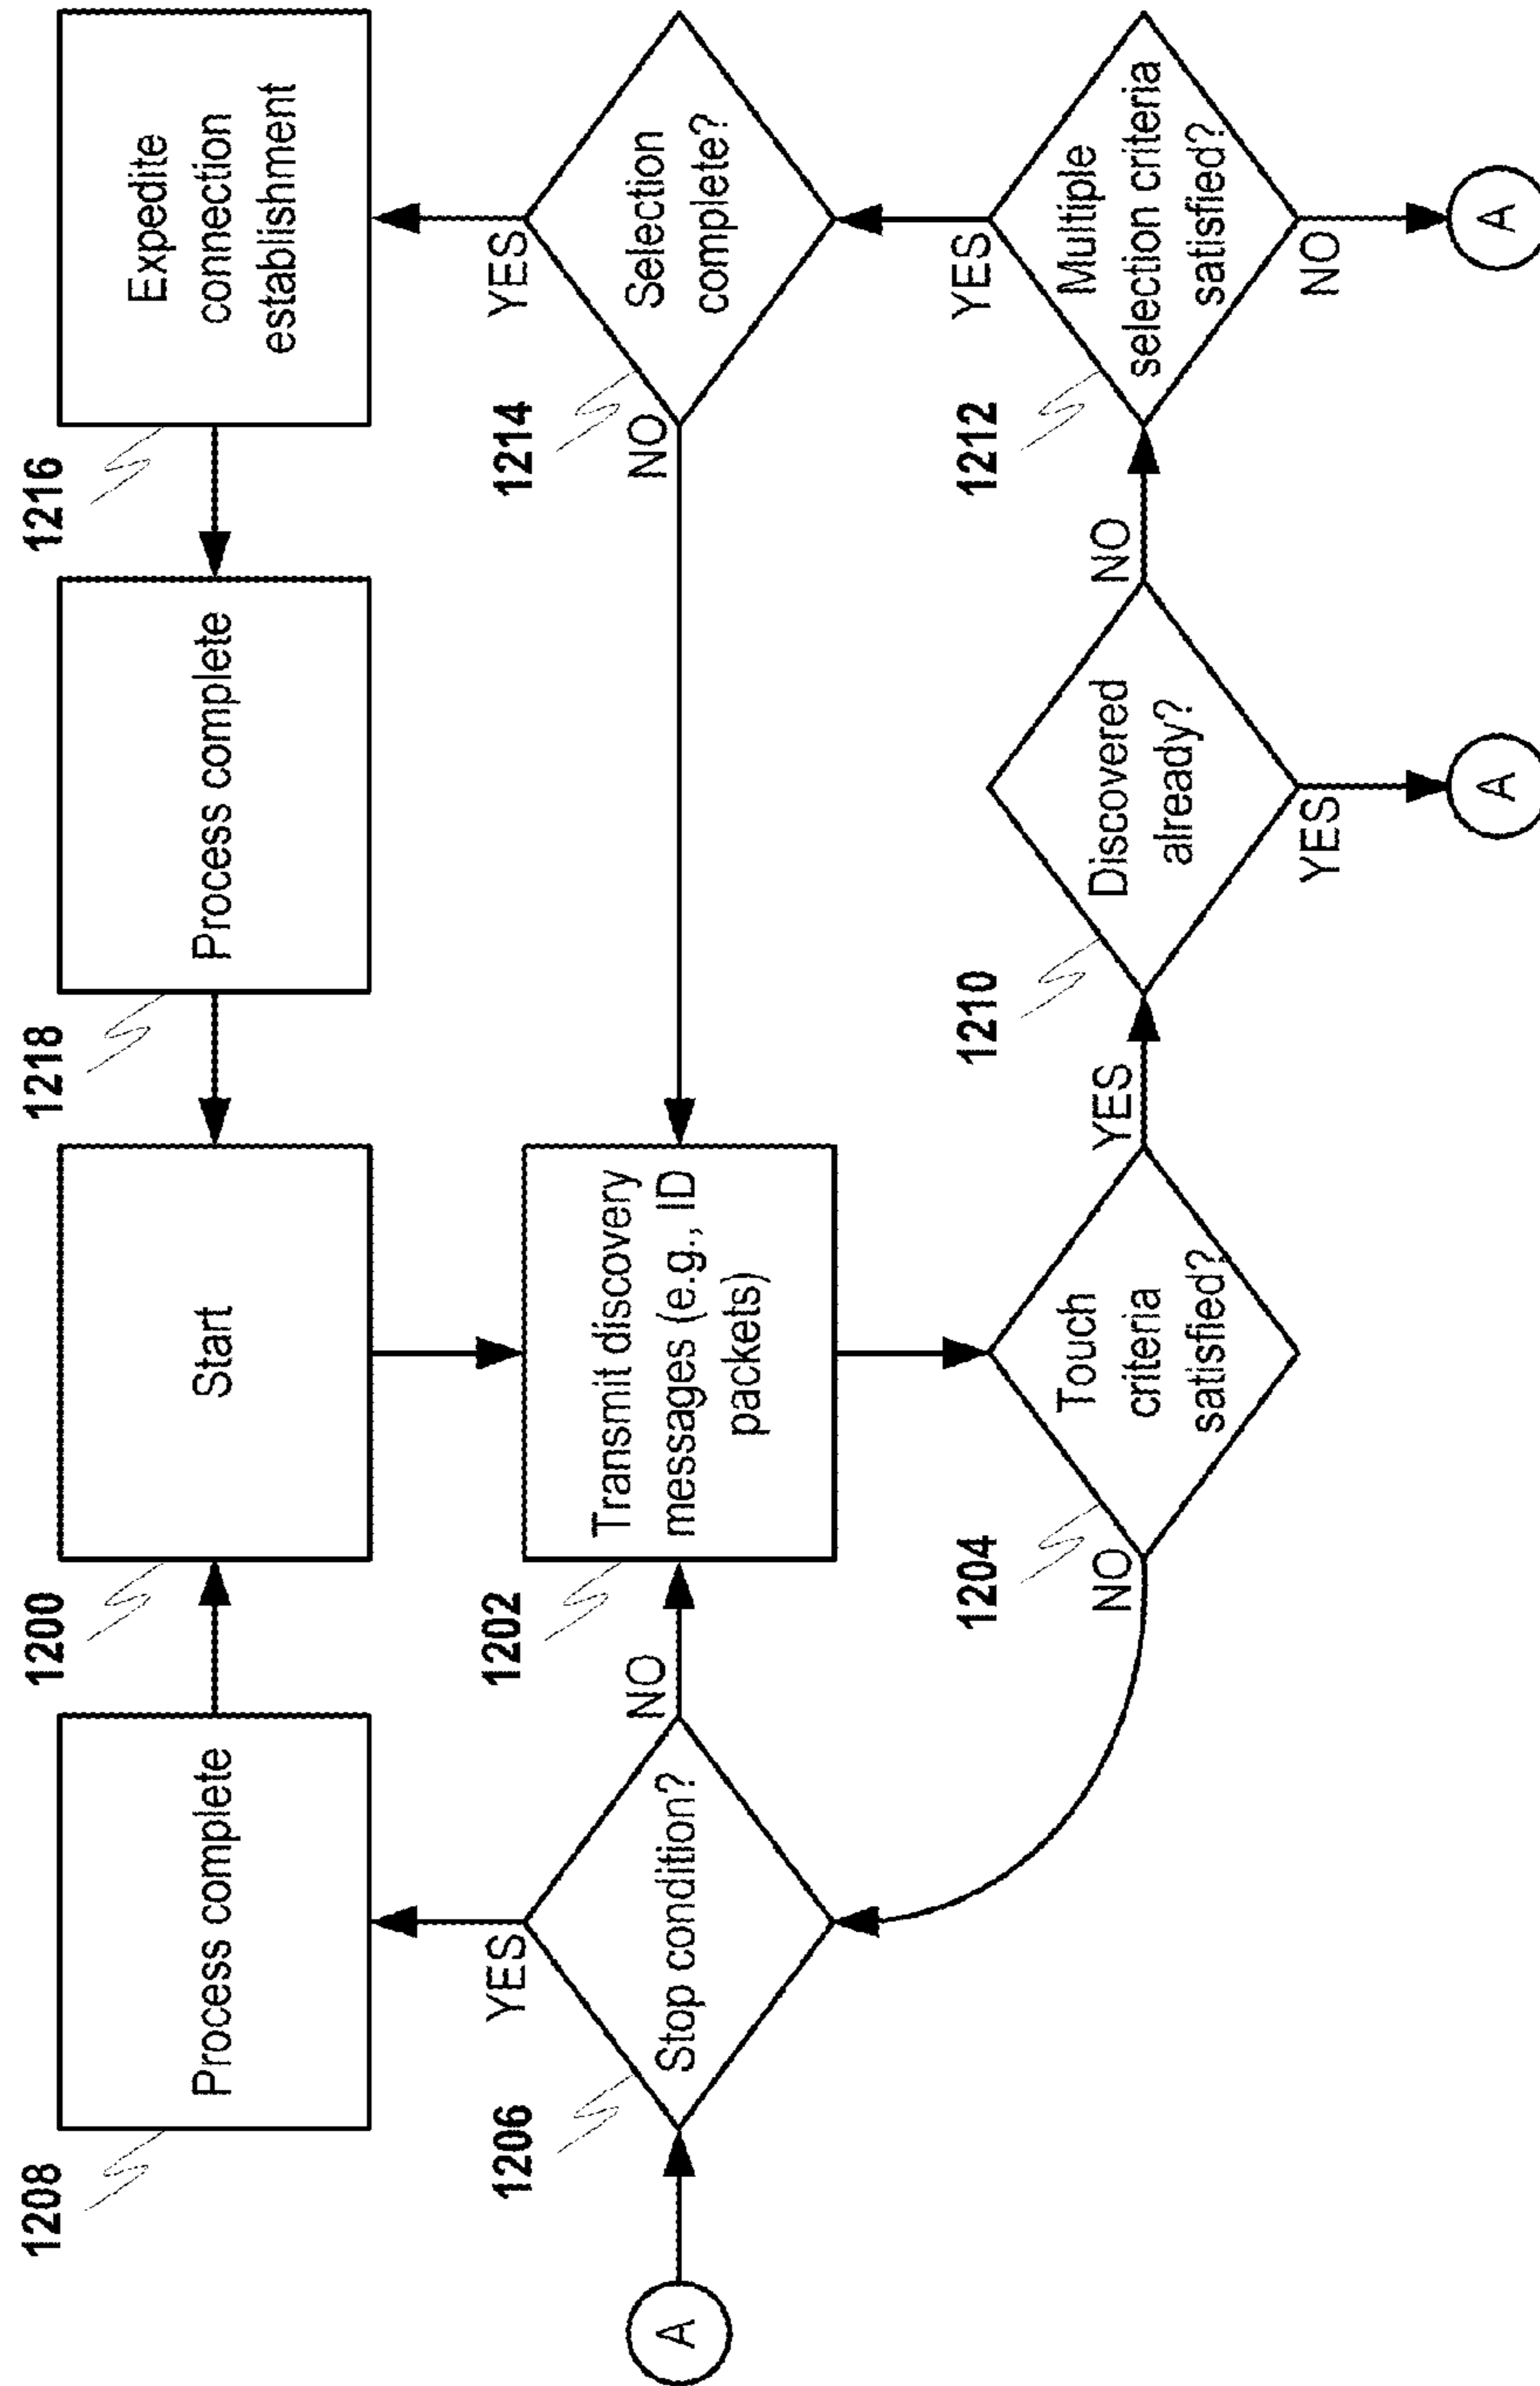 1208
Process complete
1200
Start
1218
Process complete
1216
Expedite
connection
establishment
A
1206
Stop condition?
YES
NO
1202
Transmit discovery
messages (e.g., ID
packets)
1214
Selection
complete?
YES
NO
1204
Touch
criteria
satisfied?
NO
YES
1210
Discovered
already?
NO
YES
A
1212
Multiple
selection criteria
satisfied?
YES
NO
A